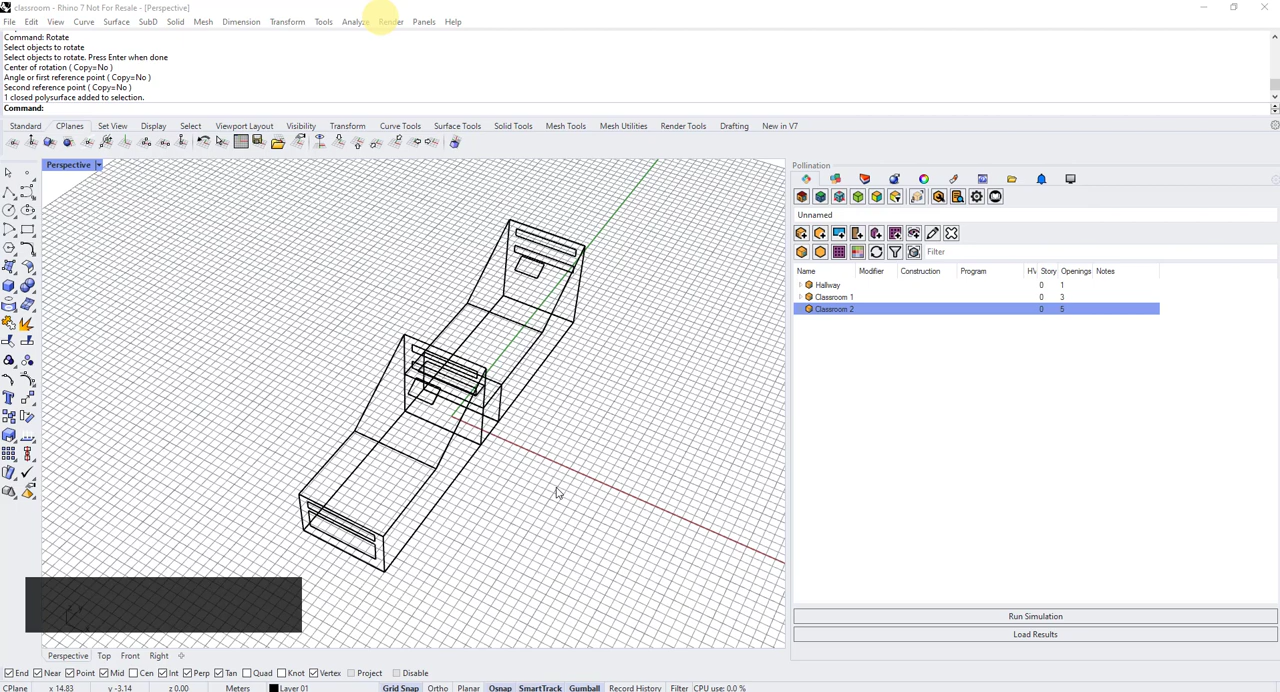 classroom - Rhino 7 Not For Resale - [Perspective]
File Edit View Curve Surface SubD Solid Mesh Dimension Transform Tools Analyze Render Panels Help
Command: Rotate
Select objects to rotate
Select objects to rotate. Press Enter when done
Center of rotation ( Copy=No )
Angle or first reference point ( Copy=No )
Second reference point ( Copy=No )
1 closed polysurface added to selection.
Command:
Standard CPlanes Set View Display Select Viewport Layout Visibility Transform Curve Tools Surface Tools Solid Tools Mesh Tools Mesh Utilities Render Tools Drafting New in V7
Perspective
Pollination
Unnamed
Filter
Name Modifier Construction Program HV Story Openings Notes
Hallway 0 1
Classroom 1 0 3
Classroom 2 0 5
Run Simulation
Load Results
Perspective Top Front Right
End Near Point Mid Cen Int Perp Tan Quad Knot Vertex Project Disable
CPlane x 14.83 y -3.14 z 0.00 Meters Layer 01 Grid Snap Ortho Planar Osnap SmartTrack Gumball Record History Filter CPU use: 0.0 %